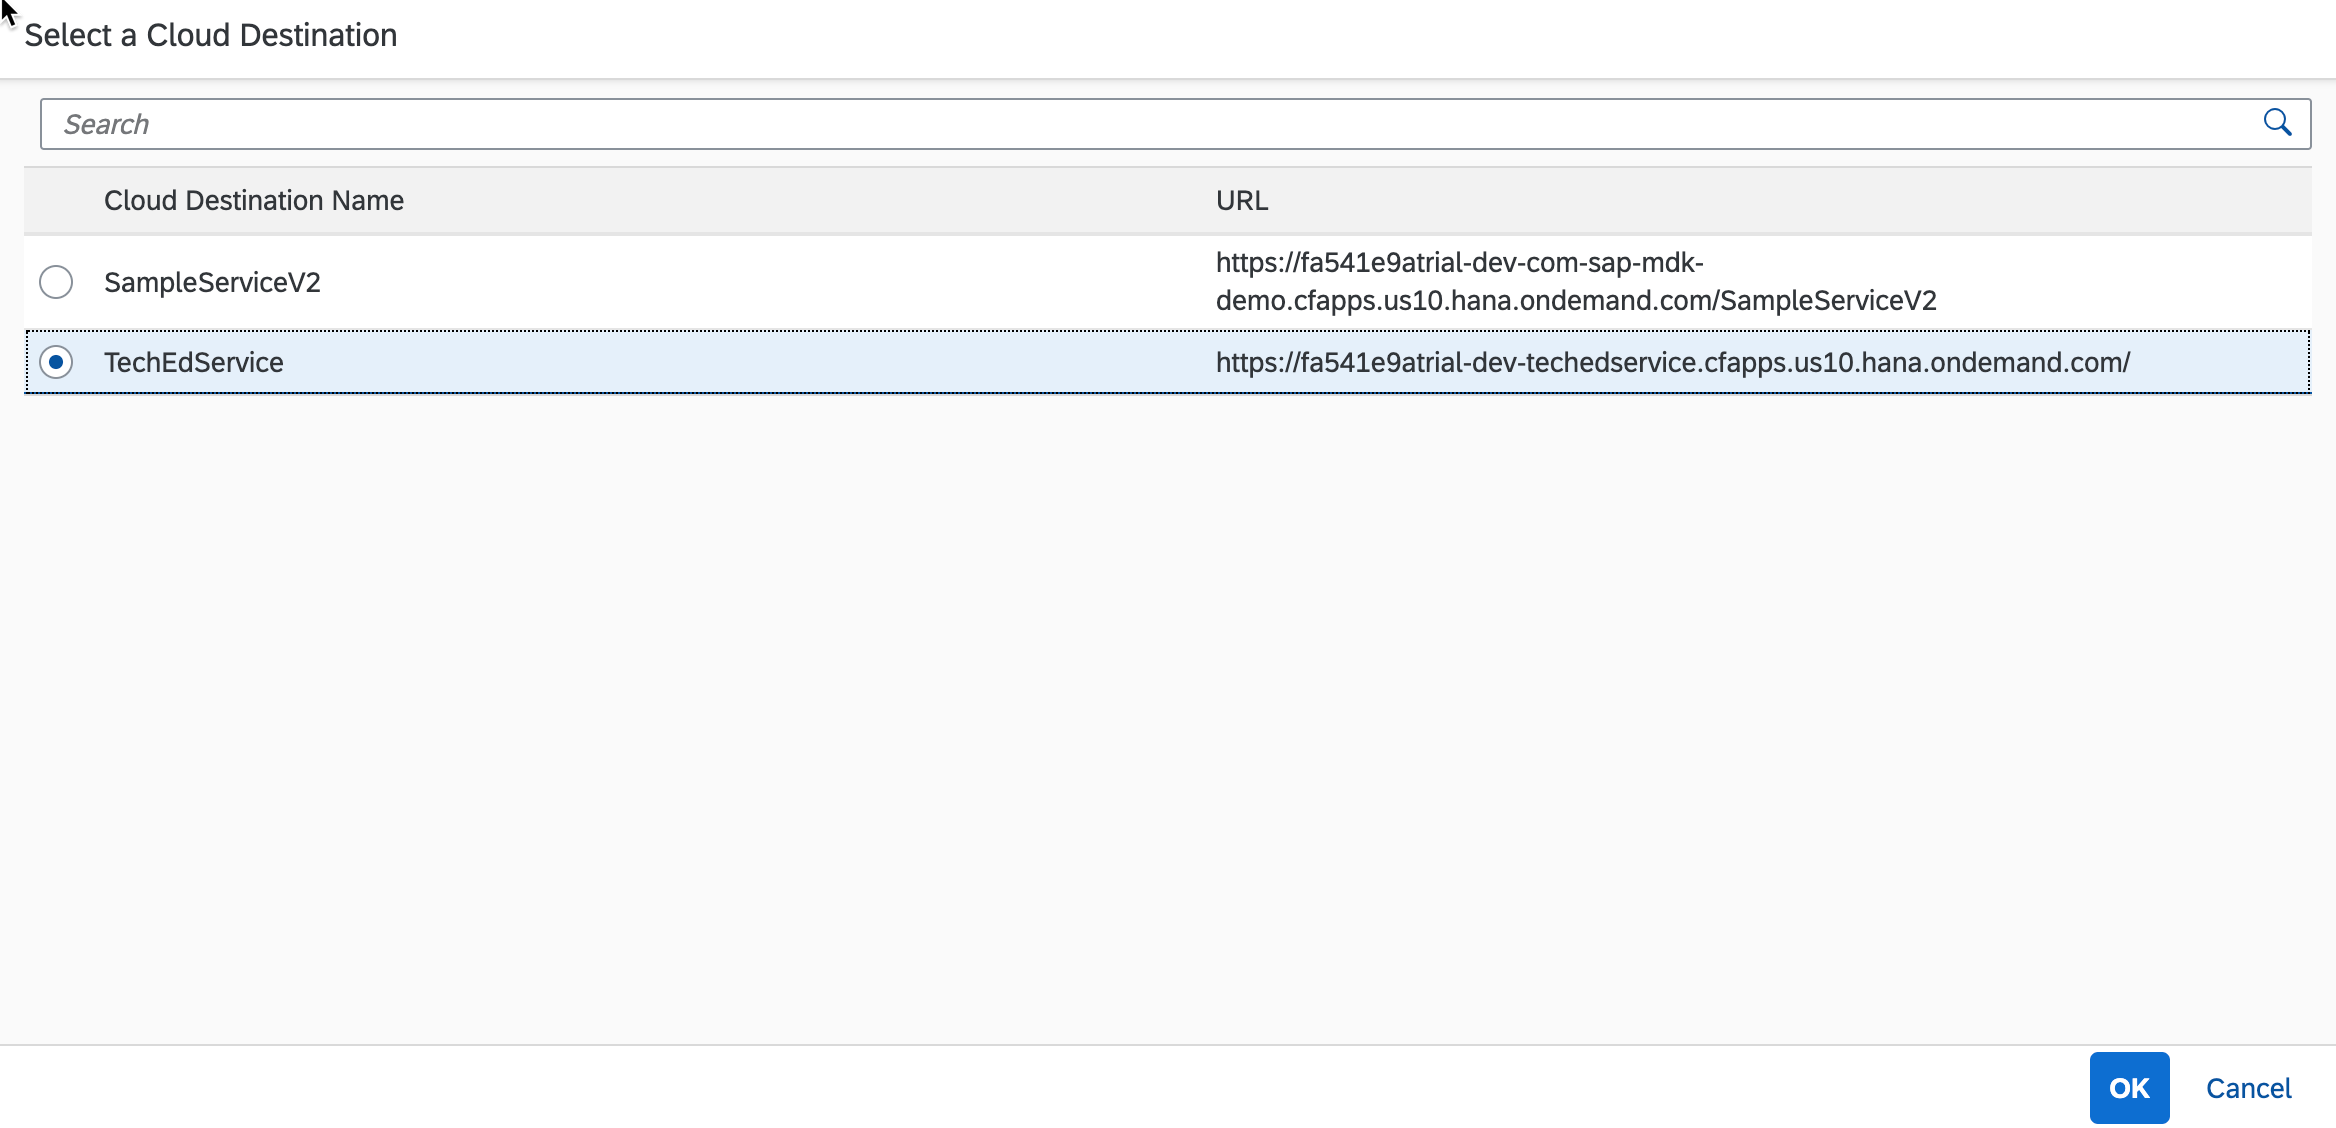 Select a Cloud Destination
Search
Cloud Destination Name URL
SampleServiceV2 https://fa541e9atrial-dev-com-sap-mdk-
demo.cfapps.us10.hana.ondemand.com/SampleServiceV2
TechEdService https://fa541e9atrial-dev-techedservice.cfapps.us10.hana.ondemand.com/
OK Cancel